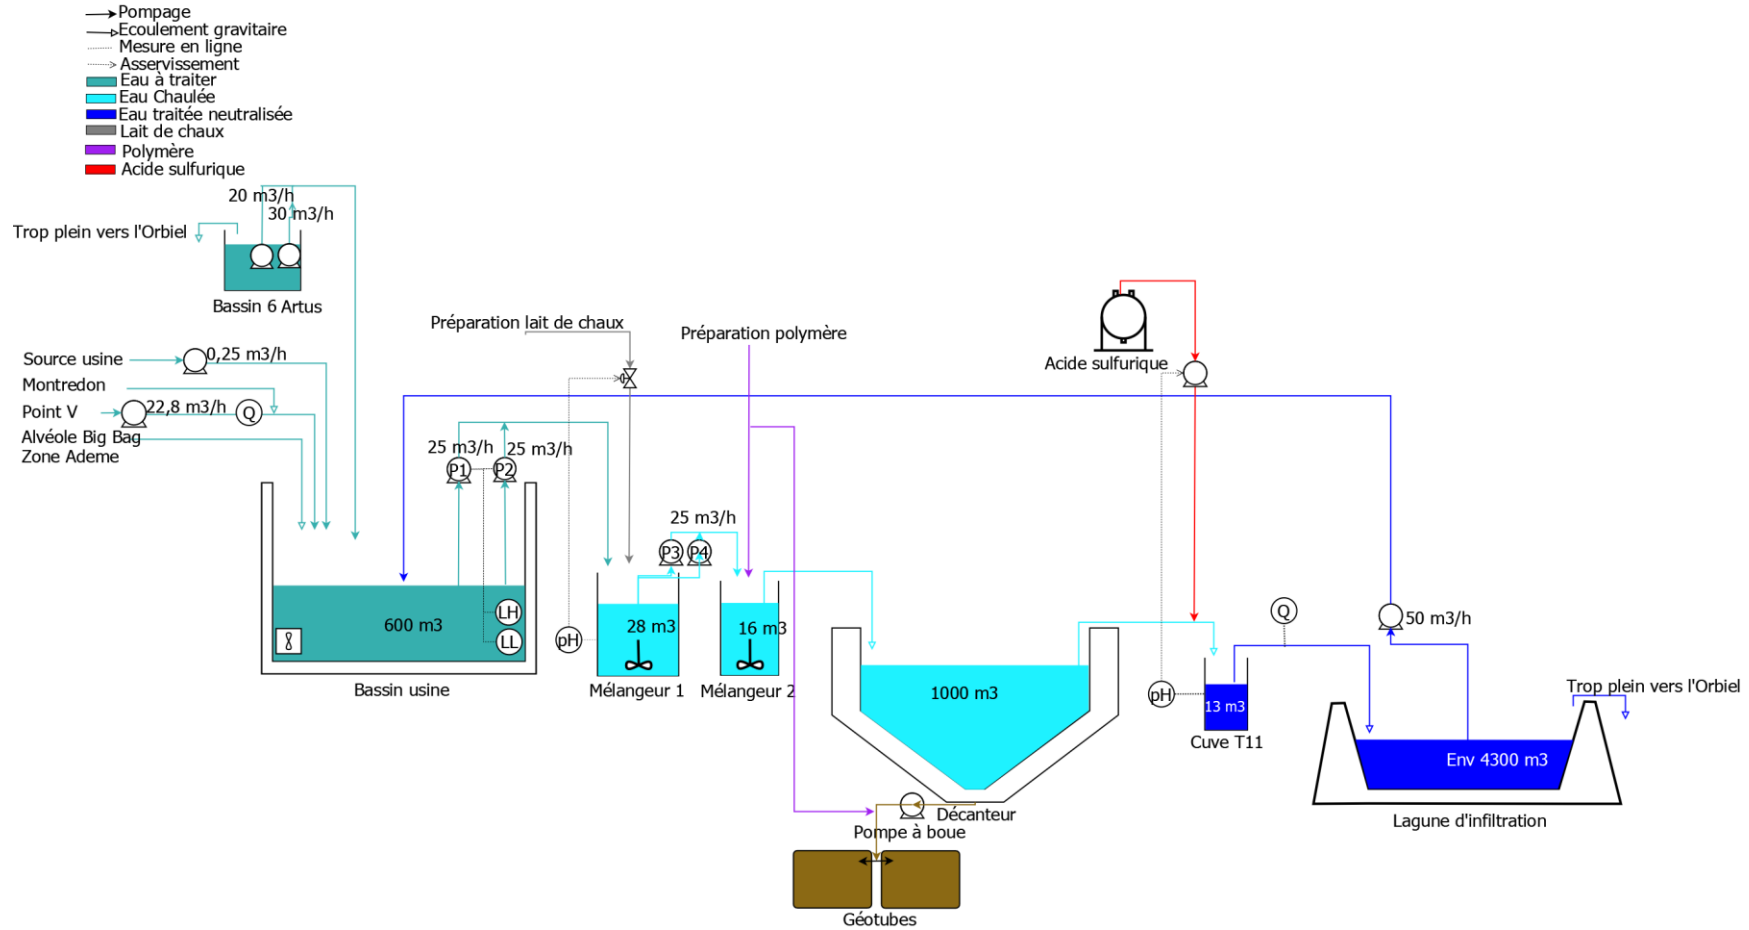 Pompage
Ecoulement gravitaire
Mesure en ligne
Asservissement
Eau à traiter
Eau Chaulée
Eau traitée neutralisée
Lait de chaux
Polymère
Acide sulfurique
20 m3/h
30 m3/h
Trop plein vers l'Orbiel
Bassin 6 Artus
Préparation lait de chaux
Préparation polymère
Acide sulfurique
Source usine
0,25 m3/h
Montredon
Point V
22,8 m3/h
Q
Alvéole Big Bag
Zone Ademe
25 m3/h
25 m3/h
P1
P2
25 m3/h
P3
P4
600 m3
LH
LL
pH
28 m3
16 m3
Bassin usine
Mélangeur 1
Mélangeur 2
1000 m3
pH
13 m3
Cuve T11
Q
50 m3/h
Trop plein vers l'Orbiel
Env 4300 m3
Lagune d'infiltration
Décanteur
Pompe à boue
Géotubes